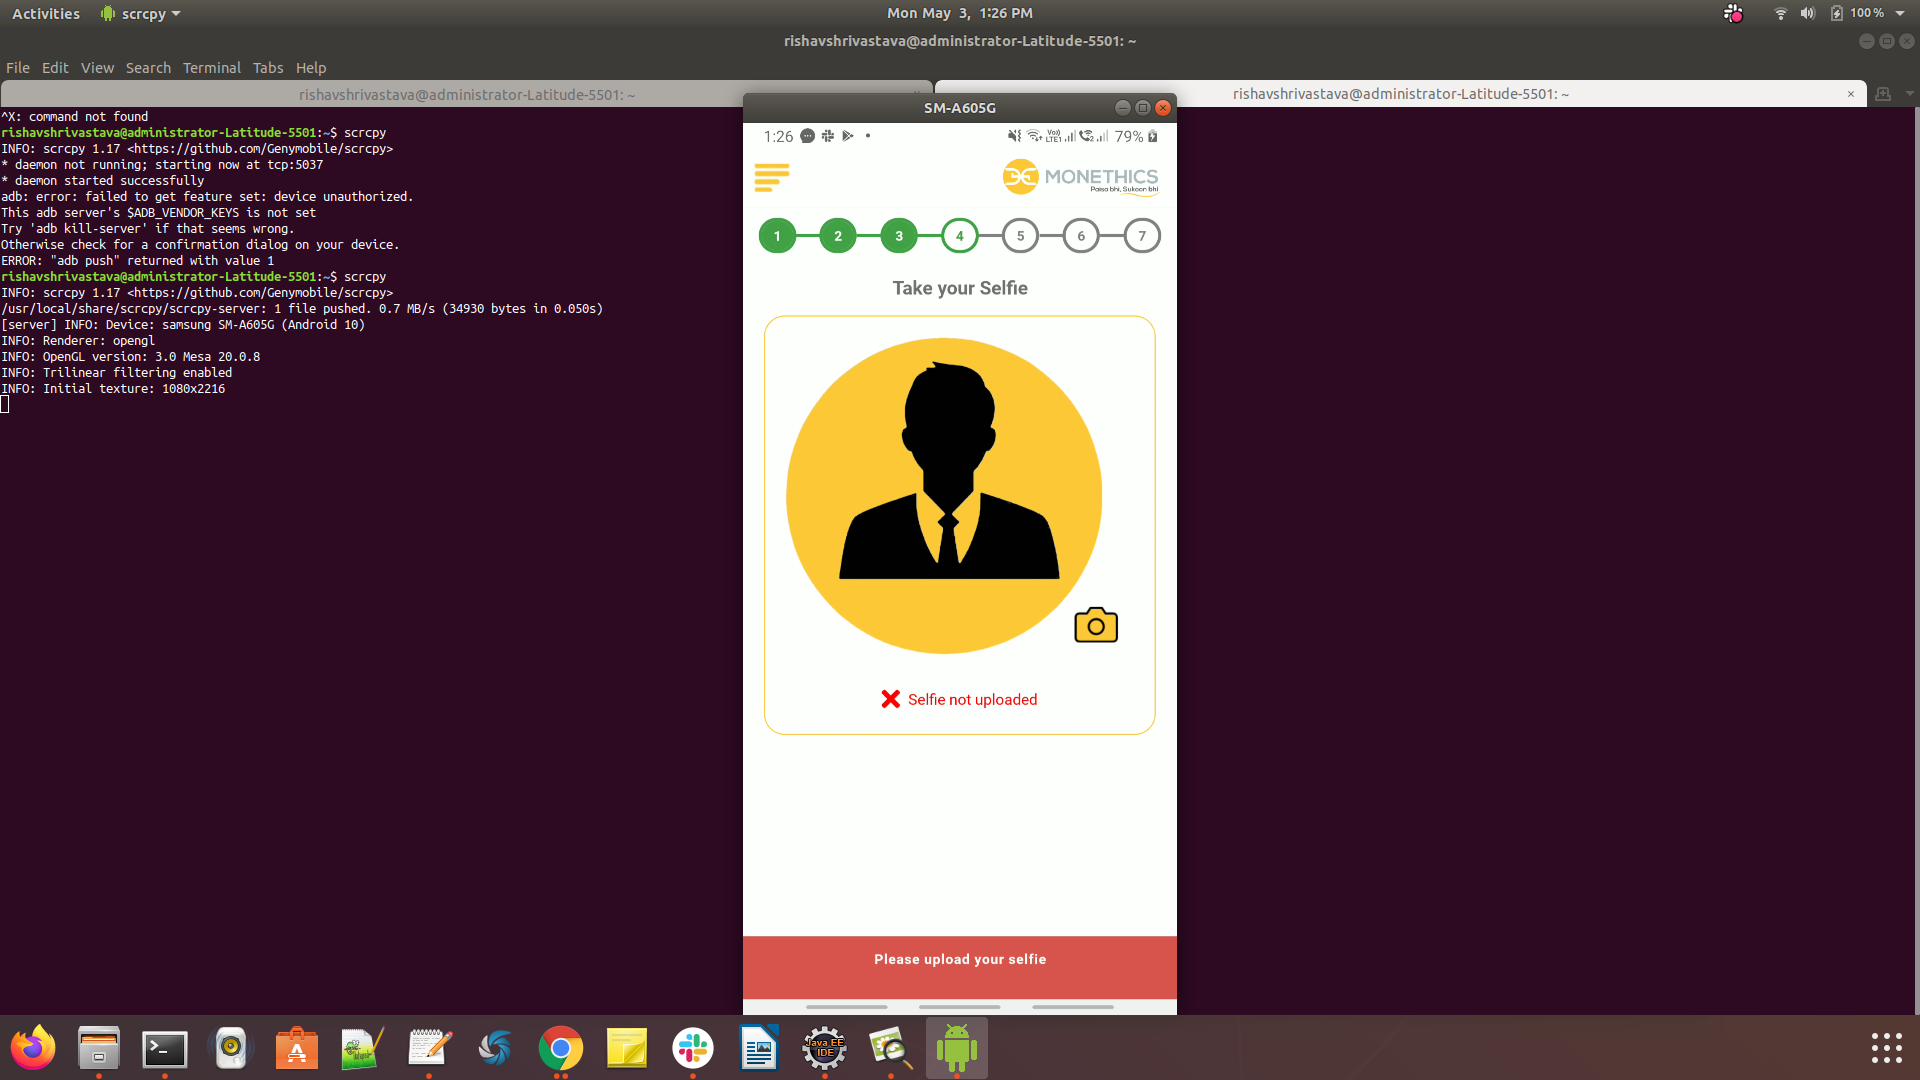 Activities
scrcpy
Mon May 3, 1:26 PM
100 %
rishavshrivastava@administrator-Latitude-5501: ~
File Edit View Search Terminal Tabs Help
rishavshrivastava@administrator-Latitude-5501: ~
rishavshrivastava@administrator-Latitude-5501: ~
^X: command not found
rishavshrivastava@administrator-Latitude-5501:~$ scrcpy
INFO: scrcpy 1.17 <https://github.com/Genymobile/scrcpy>
* daemon not running; starting now at tcp:5037
* daemon started successfully
adb: error: failed to get feature set: device unauthorized.
This adb server's $ADB_VENDOR_KEYS is not set
Try 'adb kill-server' if that seems wrong.
Otherwise check for a confirmation dialog on your device.
ERROR: "adb push" returned with value 1
rishavshrivastava@administrator-Latitude-5501:~$ scrcpy
INFO: scrcpy 1.17 <https://github.com/Genymobile/scrcpy>
/usr/local/share/scrcpy/scrcpy-server: 1 file pushed. 0.7 MB/s (34930 bytes in 0.050s)
[server] INFO: Device: samsung SM-A605G (Android 10)
INFO: Renderer: opengl
INFO: OpenGL version: 3.0 Mesa 20.0.8
INFO: Trilinear filtering enabled
INFO: Initial texture: 1080x2216
SM-A605G
1:26
Vo)) LTE1
2
79%
MONETHICS
Paisa bhi, Sukoon bhi
1 2 3 4 5 6 7
Take your Selfie
Selfie not uploaded
Please upload your selfie
Java EE
IDE